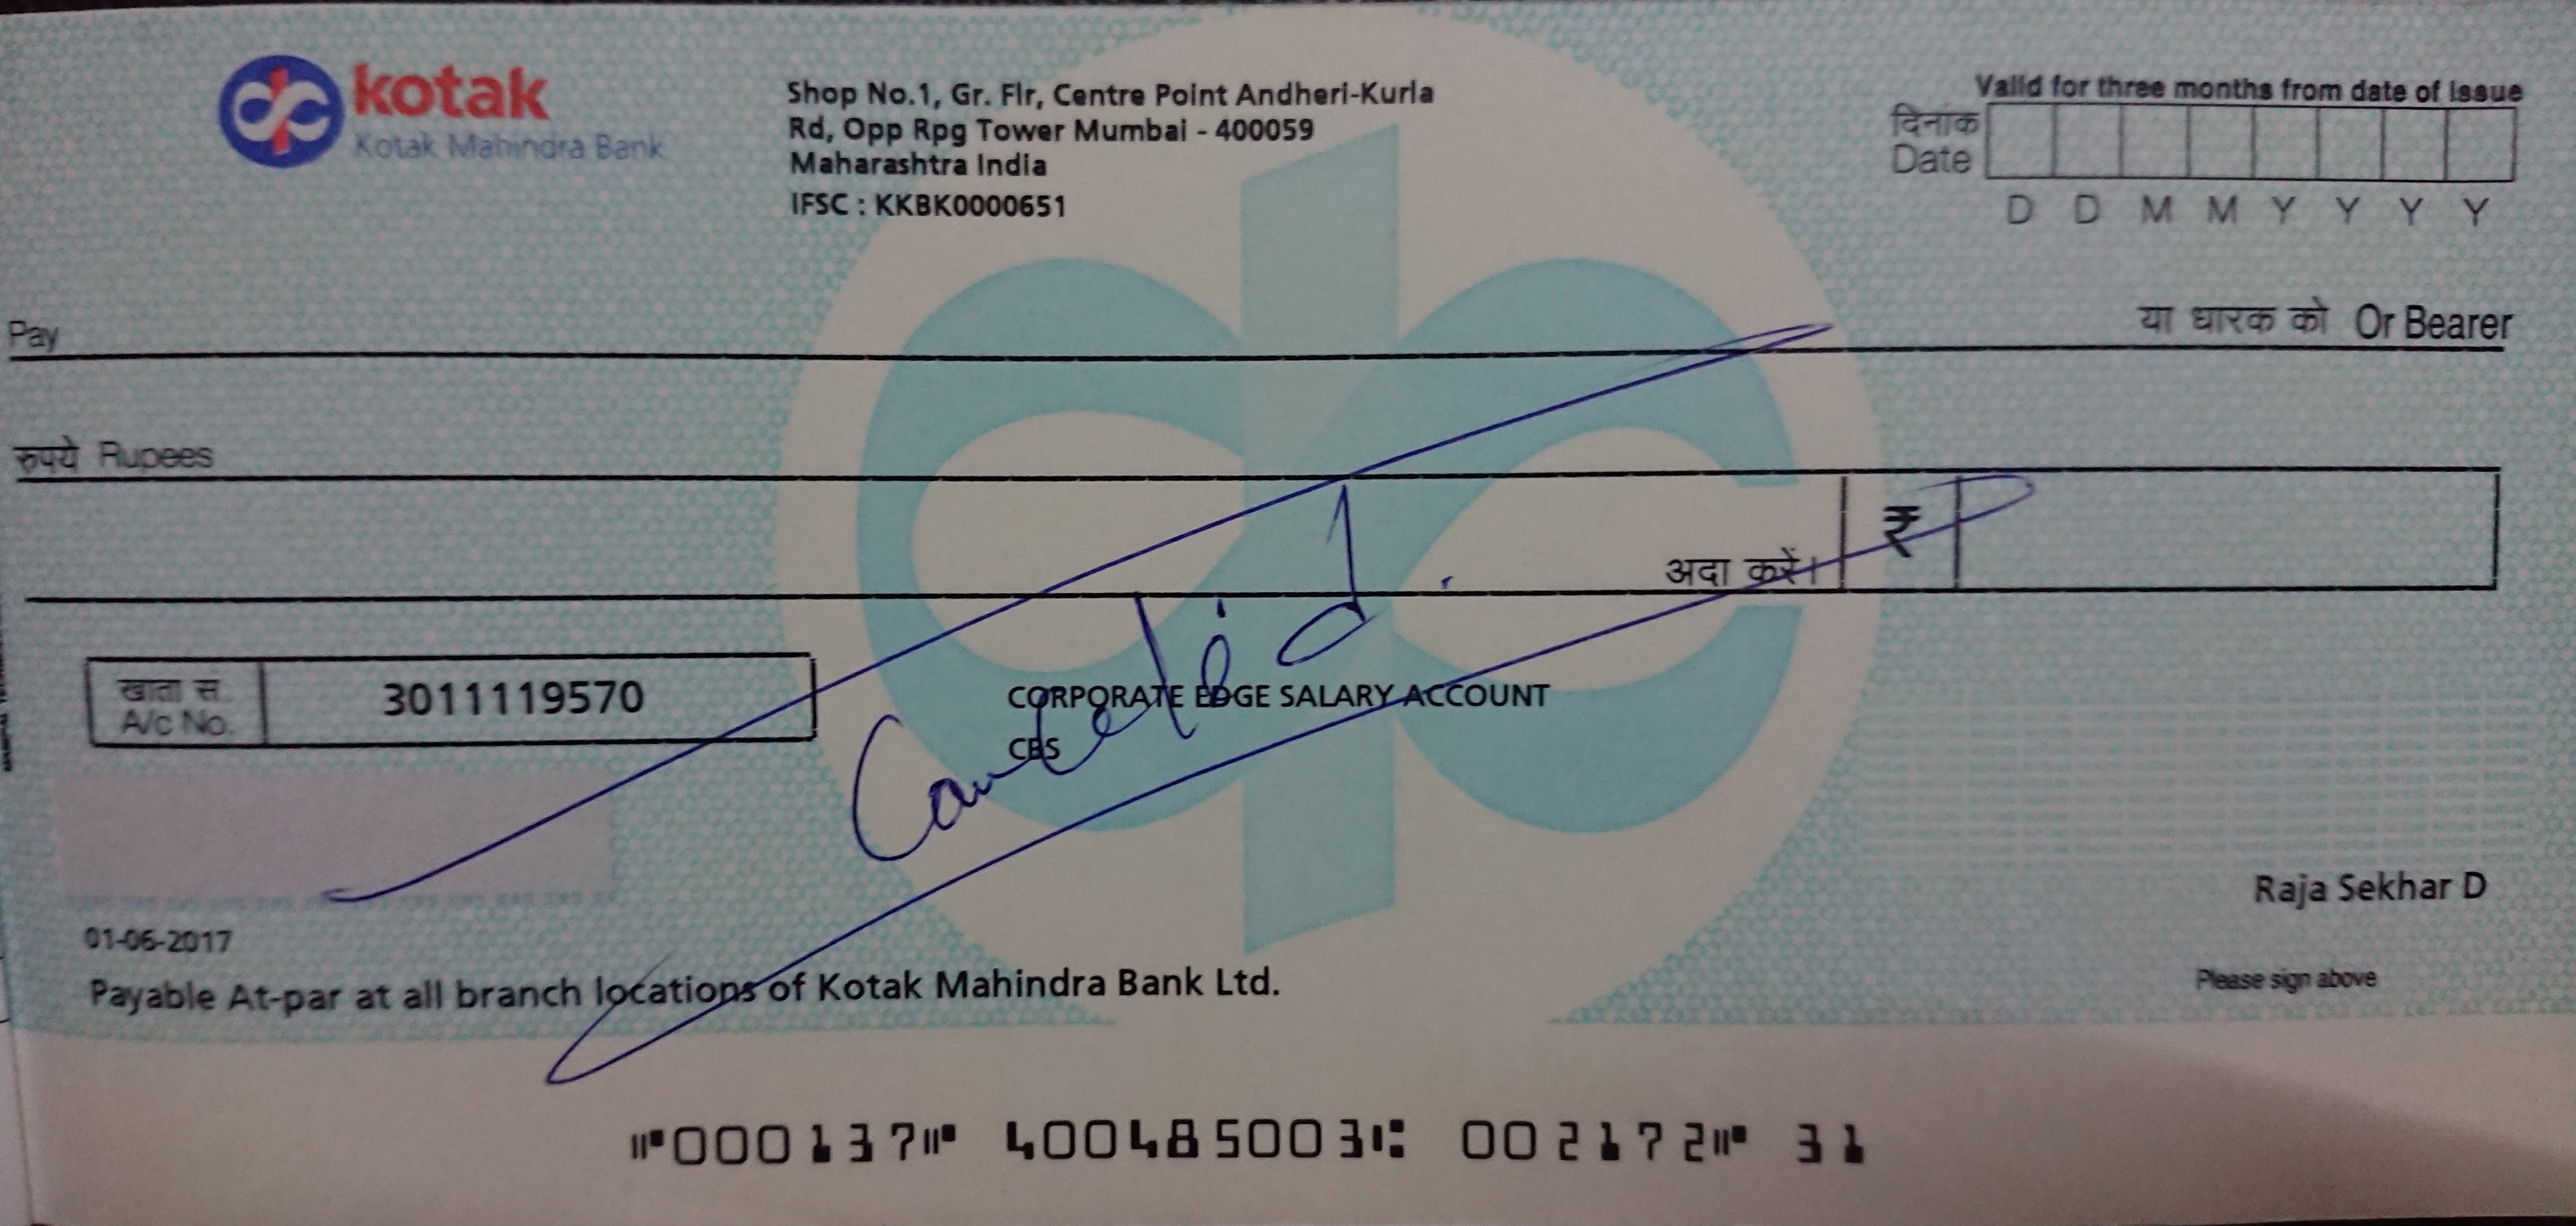 kotak
Kotak Mahindra Bank
Shop No.1, Gr. Flr, Centre Point Andheri-Kurla
Rd, Opp Rpg Tower Mumbai - 400059
Maharashtra India
IFSC : KKBK0000651
Valid for three months from date of issue
दिनांक
Date
D D M M Y Y Y Y
Pay
या धारक को Or Bearer
रुपये Rupees
अदा करें। ₹
खाता सं.
A/c No.
3011119570
CORPORATE EDGE SALARY ACCOUNT
CBS
Canceld.
Raja Sekhar D
01-06-2017
Payable At-par at all branch locations of Kotak Mahindra Bank Ltd.
Please sign above
⑈000137⑈ 400485003⑆ 002172⑈ 31